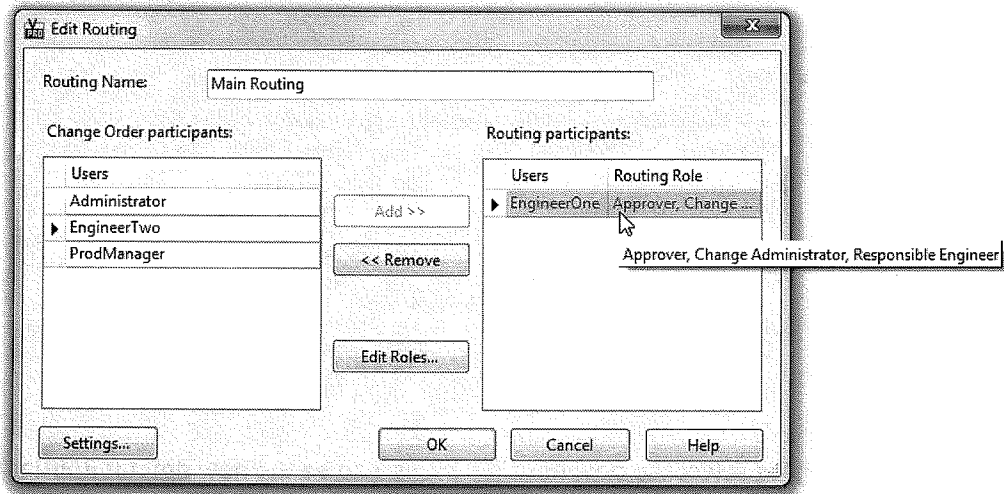 V PRO Edit Routing
Routing Name: Main Routing
Change Order participants:
Users
Administrator
EngineerTwo
ProdManager
Add >>
<< Remove
Edit Roles...
Routing participants:
Users Routing Role
EngineerOne Approver, Change ...
Approver, Change Administrator, Responsible Engineer
Settings... OK Cancel Help